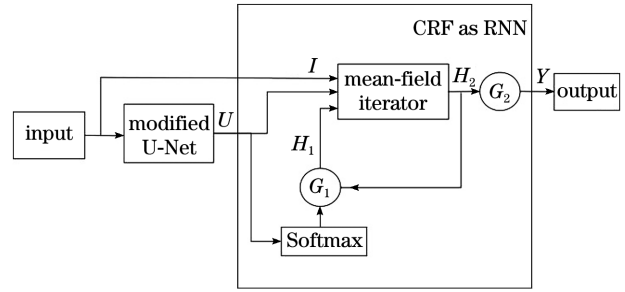 CRF as RNN
I
mean-field
iterator
H₂
G₂
Y
output
input
modified
U-Net
U
H₁
G₁
Softmax